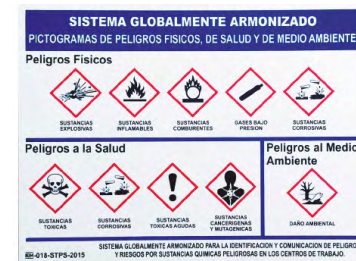 SISTEMA GLOBALMENTE ARMONIZADO
PICTOGRAMAS DE PELIGROS FISICOS, DE SALUD Y DE MEDIO AMBIENTE
Peligros Fisicos
SUSTANCIAS EXPLOSIVAS
SUSTANCIAS INFLAMABLES
SUSTANCIAS COMBURENTES
GASES BAJO PRESION
SUSTANCIAS CORROSIVAS
Peligros a la Salud
SUSTANCIAS TOXICAS
SUSTANCIAS CORROSIVAS
SUSTANCIAS TOXICAS AGUDAS
SUSTANCIAS CANCERIGENAS Y MUTAGENICAS
Peligros al Medio
Ambiente
DAÑO AMBIENTAL
-018-STPS-2015
SISTEMA GLOBALMENTE ARMONIZADO PARA LA IDENTIFICACION Y COMUNICACION DE PELIGRO
Y RIESGOS POR SUSTANCIAS QUIMICAS PELIGROSAS EN LOS CENTROS DE TRABAJO.